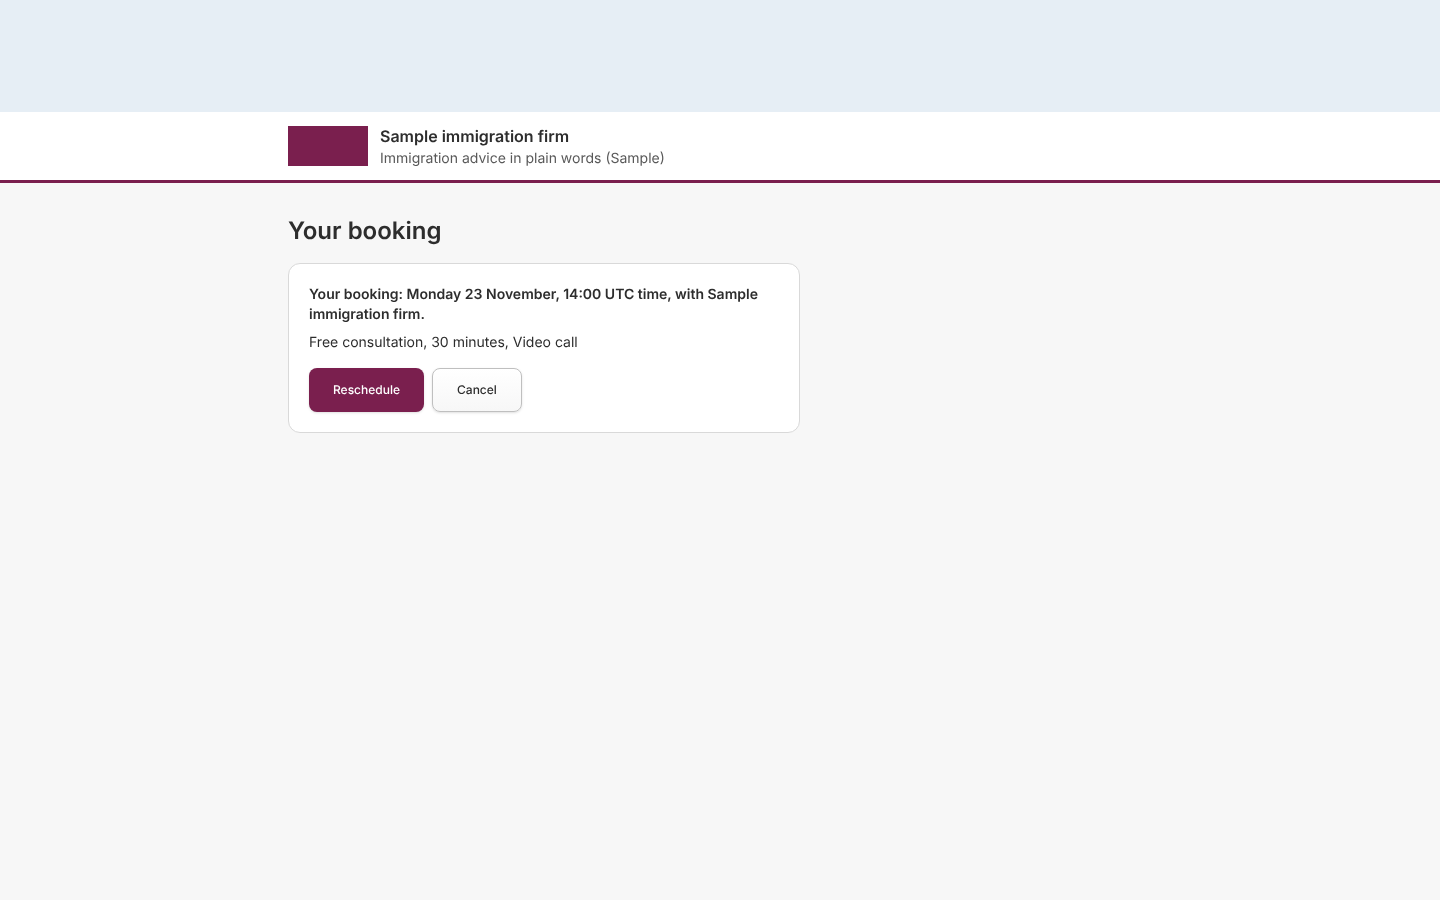 Sample immigration firm
Immigration advice in plain words (Sample)
Your booking
Your booking: Monday 23 November, 14:00 UTC time, with Sample
immigration firm.
Free consultation, 30 minutes, Video call
Reschedule
Cancel